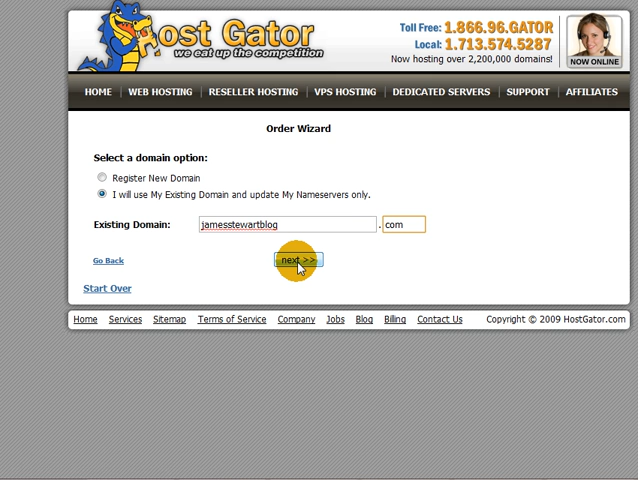 Host Gator
we eat up the competition
Toll Free: 1.866.96.GATOR
Local: 1.713.574.5287
Now hosting over 2,200,000 domains!
NOW ONLINE
HOME WEB HOSTING RESELLER HOSTING VPS HOSTING DEDICATED SERVERS SUPPORT AFFILIATES
Order Wizard
Select a domain option:
Register New Domain
I will use My Existing Domain and update My Nameservers only.
Existing Domain: jamesstewartblog . com
Go Back next >>
Start Over
Home Services Sitemap Terms of Service Company Jobs Blog Billing Contact Us Copyright © 2009 HostGator.com